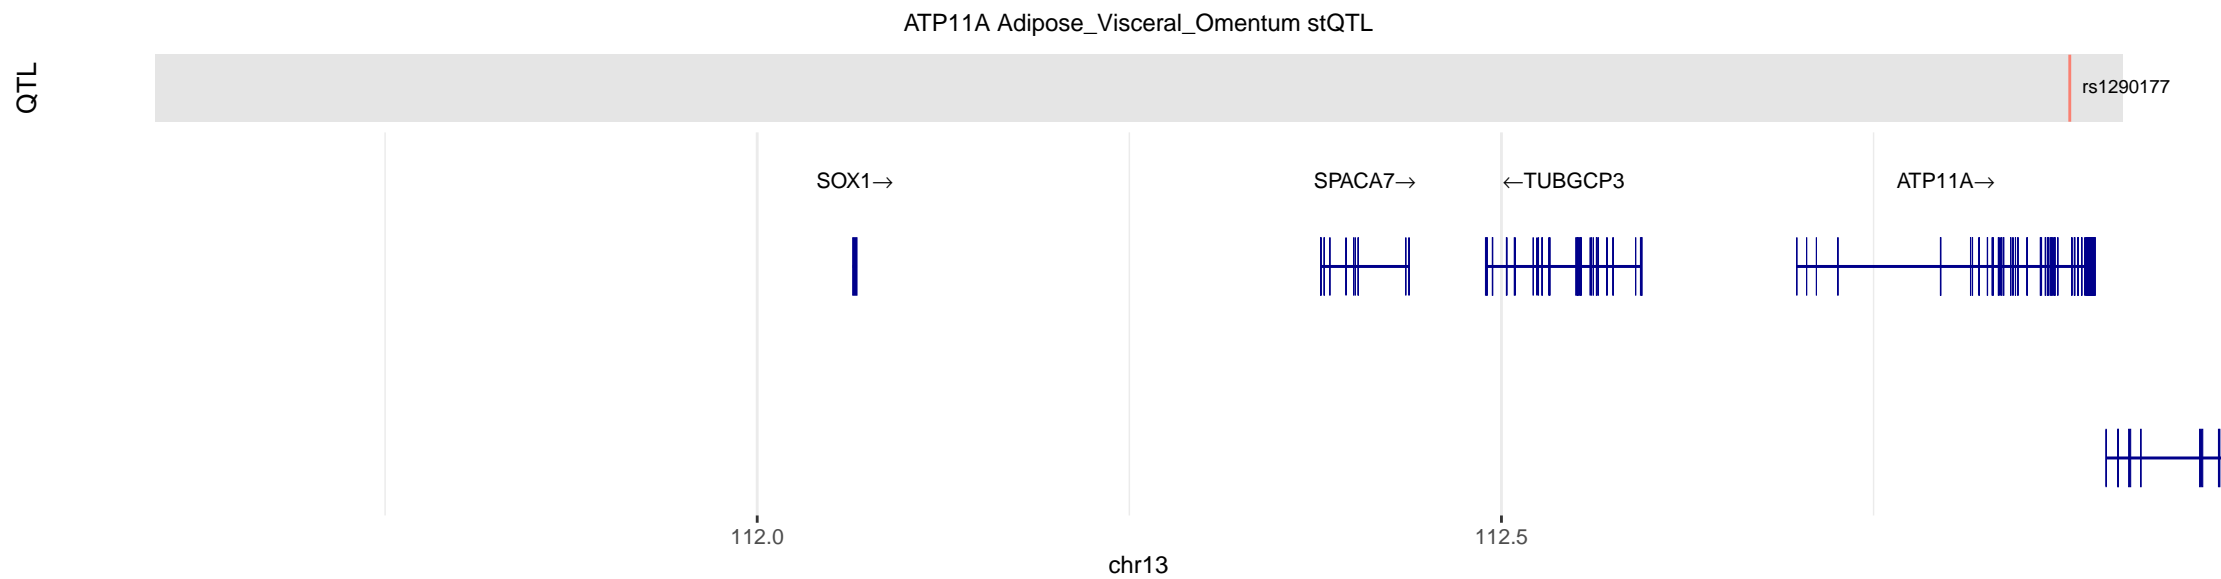 ATP11A Adipose_Visceral_Omentum stQTL
QTL
rs1290177
SOX1→
SPACA7→
←TUBGCP3
ATP11A→
112.0
112.5
chr13